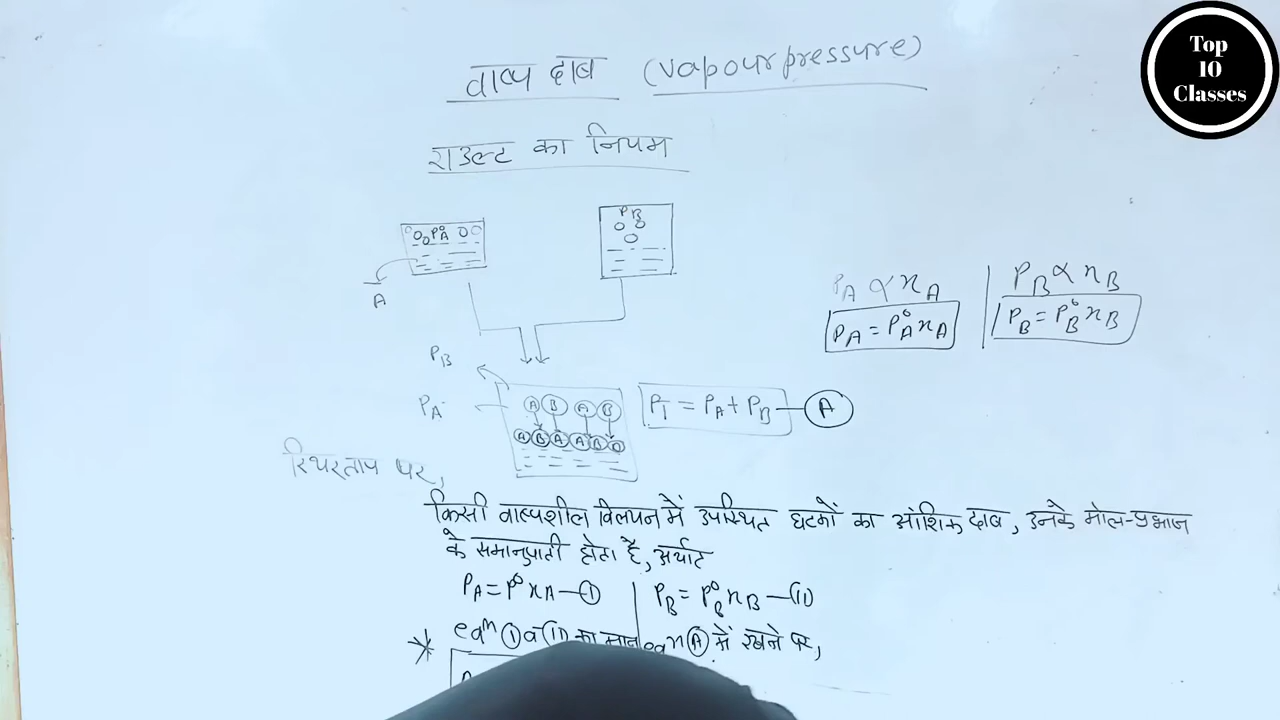 Top
10
Classes
वाष्प दाब (vapour pressure)
राउल्ट का नियम
P°A
PB
A
PA ∝ xA
PB ∝ xB
PA = P°A xA
PB = P°B xB
PB
PA
A B A B
PT = PA + PB — A
A B A A
स्थिरताप पर,
किसी वाष्पशील विलयन में उपस्थित घटकों का आंशिक दाब, उनके मोल-प्रभाज
के समानुपाती होता है, अर्थात
PA = P° xA — (I) PB = P°B xB — (II)
* eqn (I) व (II) का मान eqn (A) में रखने पर,